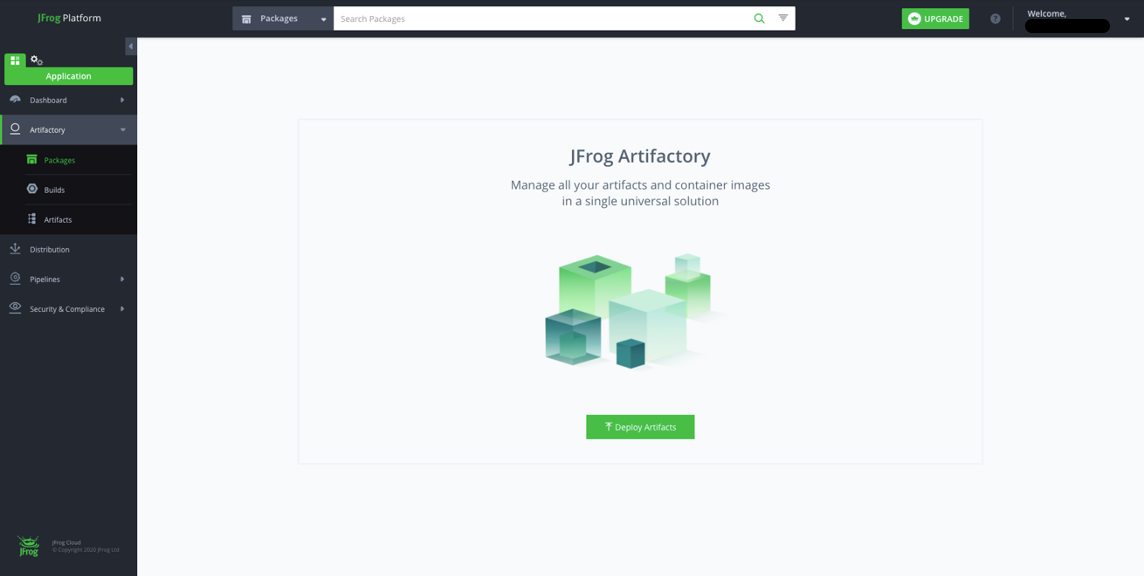 JFrog Platform
Packages
Search Packages
UPGRADE
?
Welcome,
Application
Dashboard
Artifactory
Packages
Builds
Artifacts
Distribution
Pipelines
Security & Compliance
JFrog Artifactory
Manage all your artifacts and container images
in a single universal solution
Deploy Artifacts
JFrog
JFrog Cloud
© Copyright 2020 JFrog Ltd